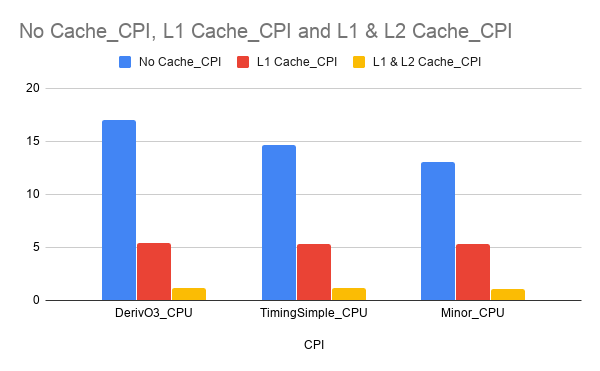 No Cache_CPI, L1 Cache_CPI and L1 & L2 Cache_CPI
No Cache_CPI L1 Cache_CPI L1 & L2 Cache_CPI
20
15
10
5
0
DerivO3_CPU TimingSimple_CPU Minor_CPU
CPI